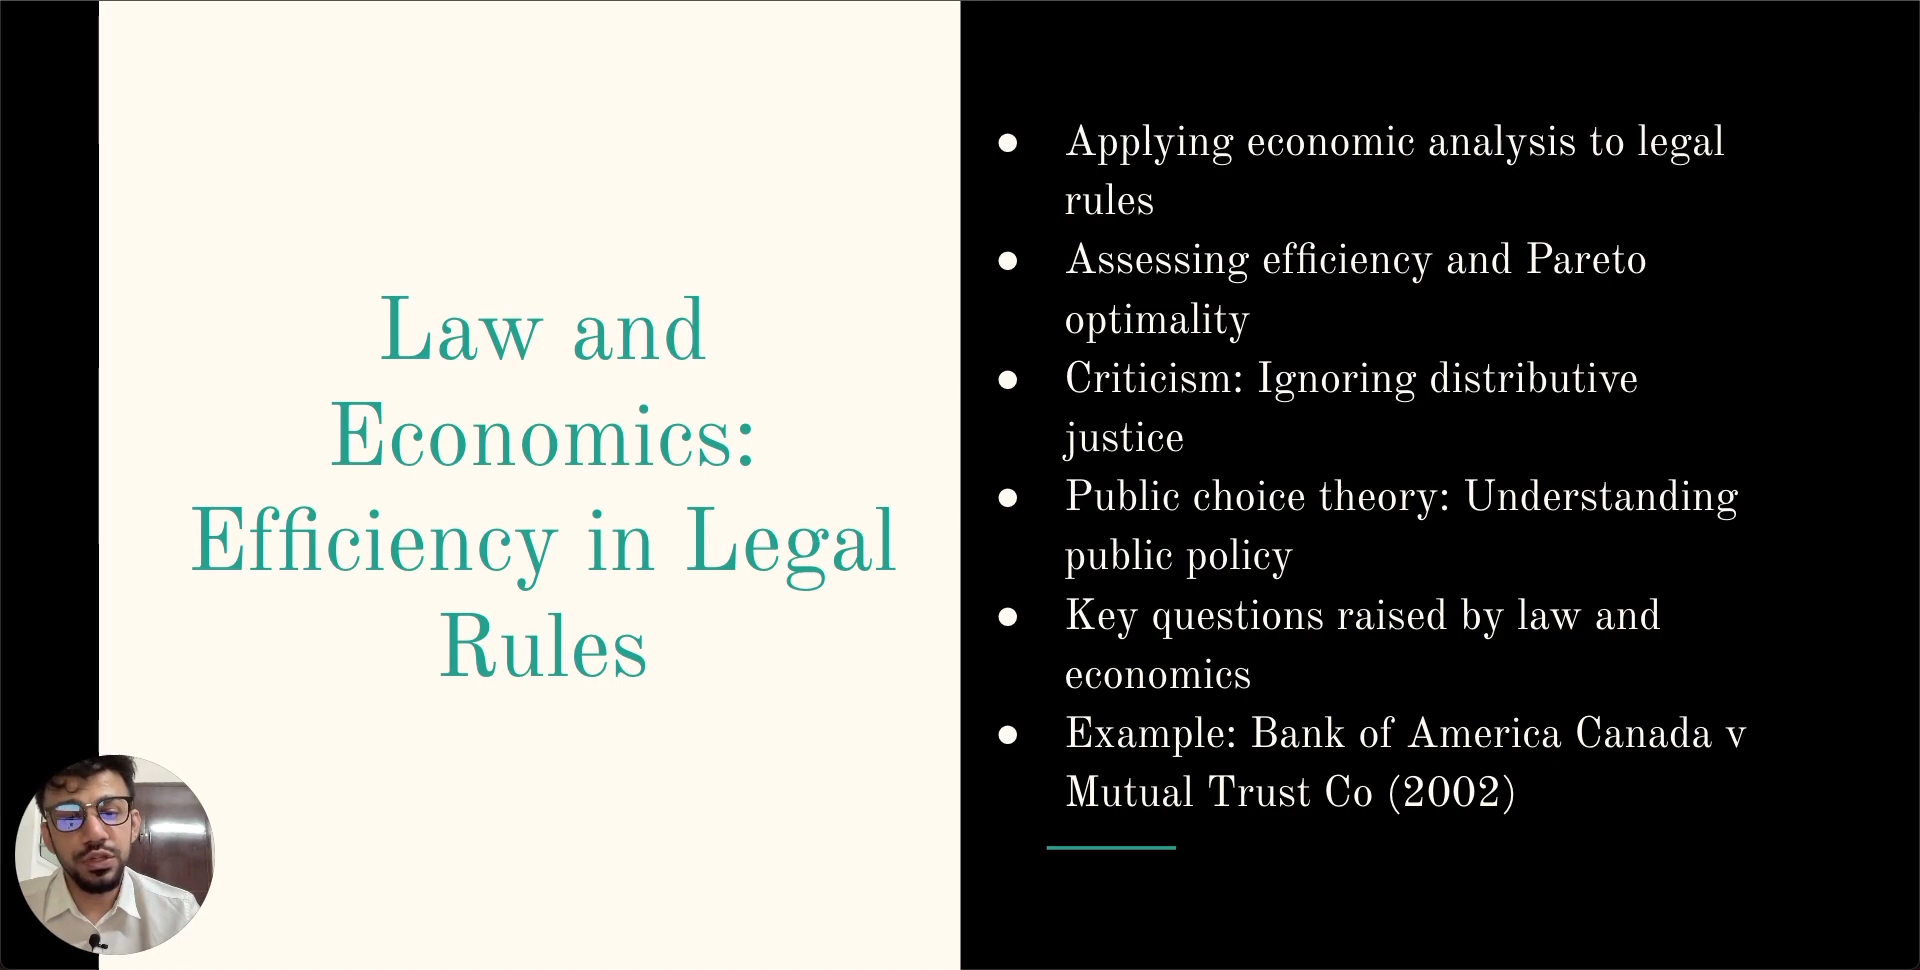 Law and
Economics:
Efficiency in Legal
Rules
● Applying economic analysis to legal
rules
● Assessing efficiency and Pareto
optimality
● Criticism: Ignoring distributive
justice
● Public choice theory: Understanding
public policy
● Key questions raised by law and
economics
● Example: Bank of America Canada v
Mutual Trust Co (2002)